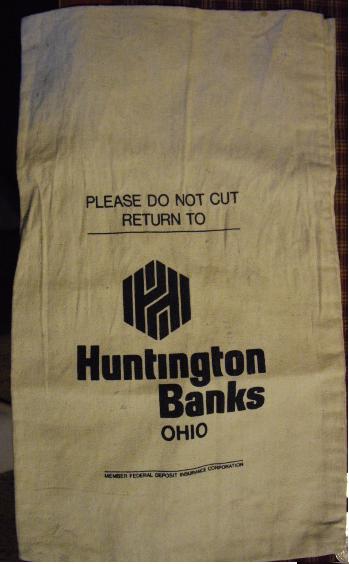 PLEASE DO NOT CUT
RETURN TO
Huntington
Banks
OHIO
MEMBER FEDERAL DEPOSIT INSURANCE CORPORATION